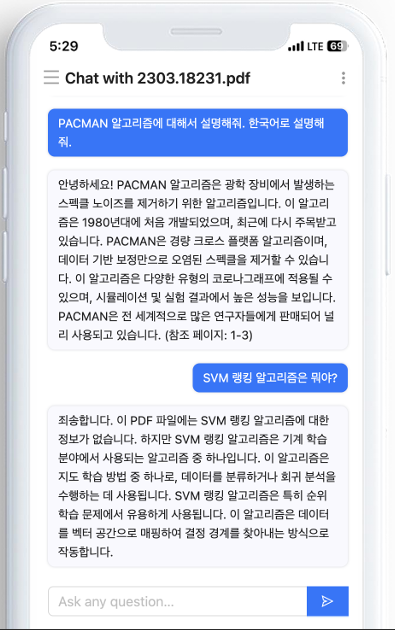 5:29
LTE 69
Chat with 2303.18231.pdf
PACMAN 알고리즘에 대해서 설명해줘. 한국어로 설명해
줘.
안녕하세요! PACMAN 알고리즘은 광학 장비에서 발생하는
스펙클 노이즈를 제거하기 위한 알고리즘입니다. 이 알고리
즘은 1980년대에 처음 개발되었으며, 최근에 다시 주목받고
있습니다. PACMAN은 경량 크로스 플랫폼 알고리즘이며,
데이터 기반 보정만으로 오염된 스펙클을 제거할 수 있습니
다. 이 알고리즘은 다양한 유형의 코로나그래프에 적용될 수
있으며, 시뮬레이션 및 실험 결과에서 높은 성능을 보입니다.
PACMAN은 전 세계적으로 많은 연구자들에게 판매되어 널
리 사용되고 있습니다. (참조 페이지: 1-3)
SVM 랭킹 알고리즘은 뭐야?
죄송합니다. 이 PDF 파일에는 SVM 랭킹 알고리즘에 대한
정보가 없습니다. 하지만 SVM 랭킹 알고리즘은 기계 학습
분야에서 사용되는 알고리즘 중 하나입니다. 이 알고리즘은
지도 학습 방법 중 하나로, 데이터를 분류하거나 회귀 분석을
수행하는 데 사용됩니다. SVM 랭킹 알고리즘은 특히 순위
학습 문제에서 유용하게 사용됩니다. 이 알고리즘은 데이터
를 벡터 공간으로 매핑하여 결정 경계를 찾아내는 방식으로
작동합니다.
Ask any question...